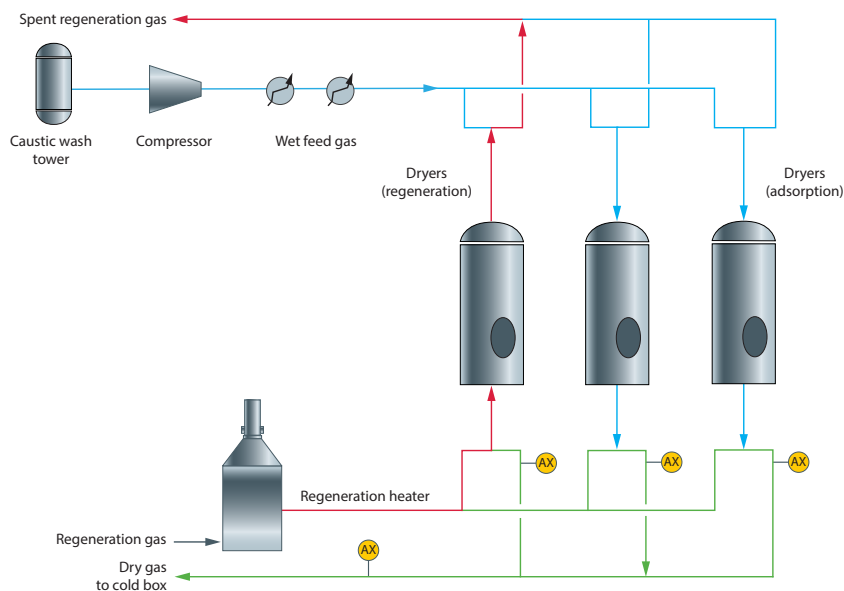 Spent regeneration gas
Caustic wash
tower
Compressor
Wet feed gas
Dryers
(regeneration)
Dryers
(adsorption)
AX
AX
AX
Regeneration heater
Regeneration gas
AX
Dry gas
to cold box